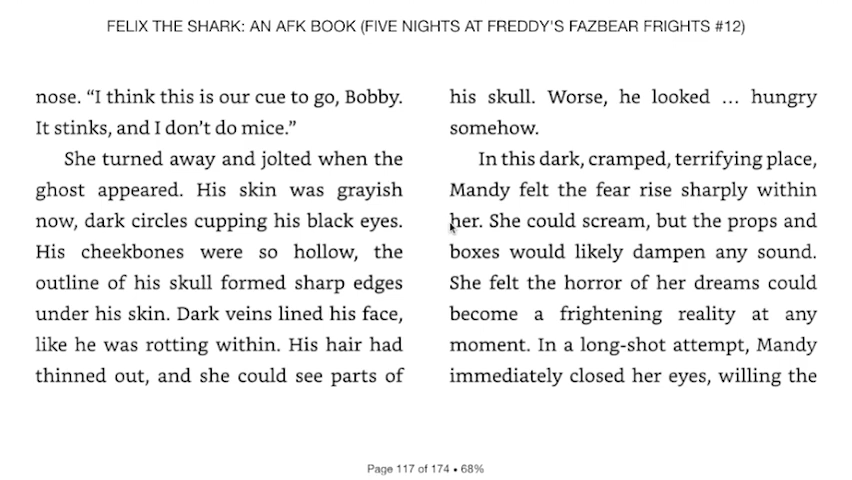 FELIX THE SHARK: AN AFK BOOK (FIVE NIGHTS AT FREDDY'S FAZBEAR FRIGHTS #12)
nose. “I think this is our cue to go, Bobby.
It stinks, and I don’t do mice.”
She turned away and jolted when the
ghost appeared. His skin was grayish
now, dark circles cupping his black eyes.
His cheekbones were so hollow, the
outline of his skull formed sharp edges
under his skin. Dark veins lined his face,
like he was rotting within. His hair had
thinned out, and she could see parts of
his skull. Worse, he looked … hungry
somehow.
In this dark, cramped, terrifying place,
Mandy felt the fear rise sharply within
her. She could scream, but the props and
boxes would likely dampen any sound.
She felt the horror of her dreams could
become a frightening reality at any
moment. In a long-shot attempt, Mandy
immediately closed her eyes, willing the
Page 117 of 174 • 68%